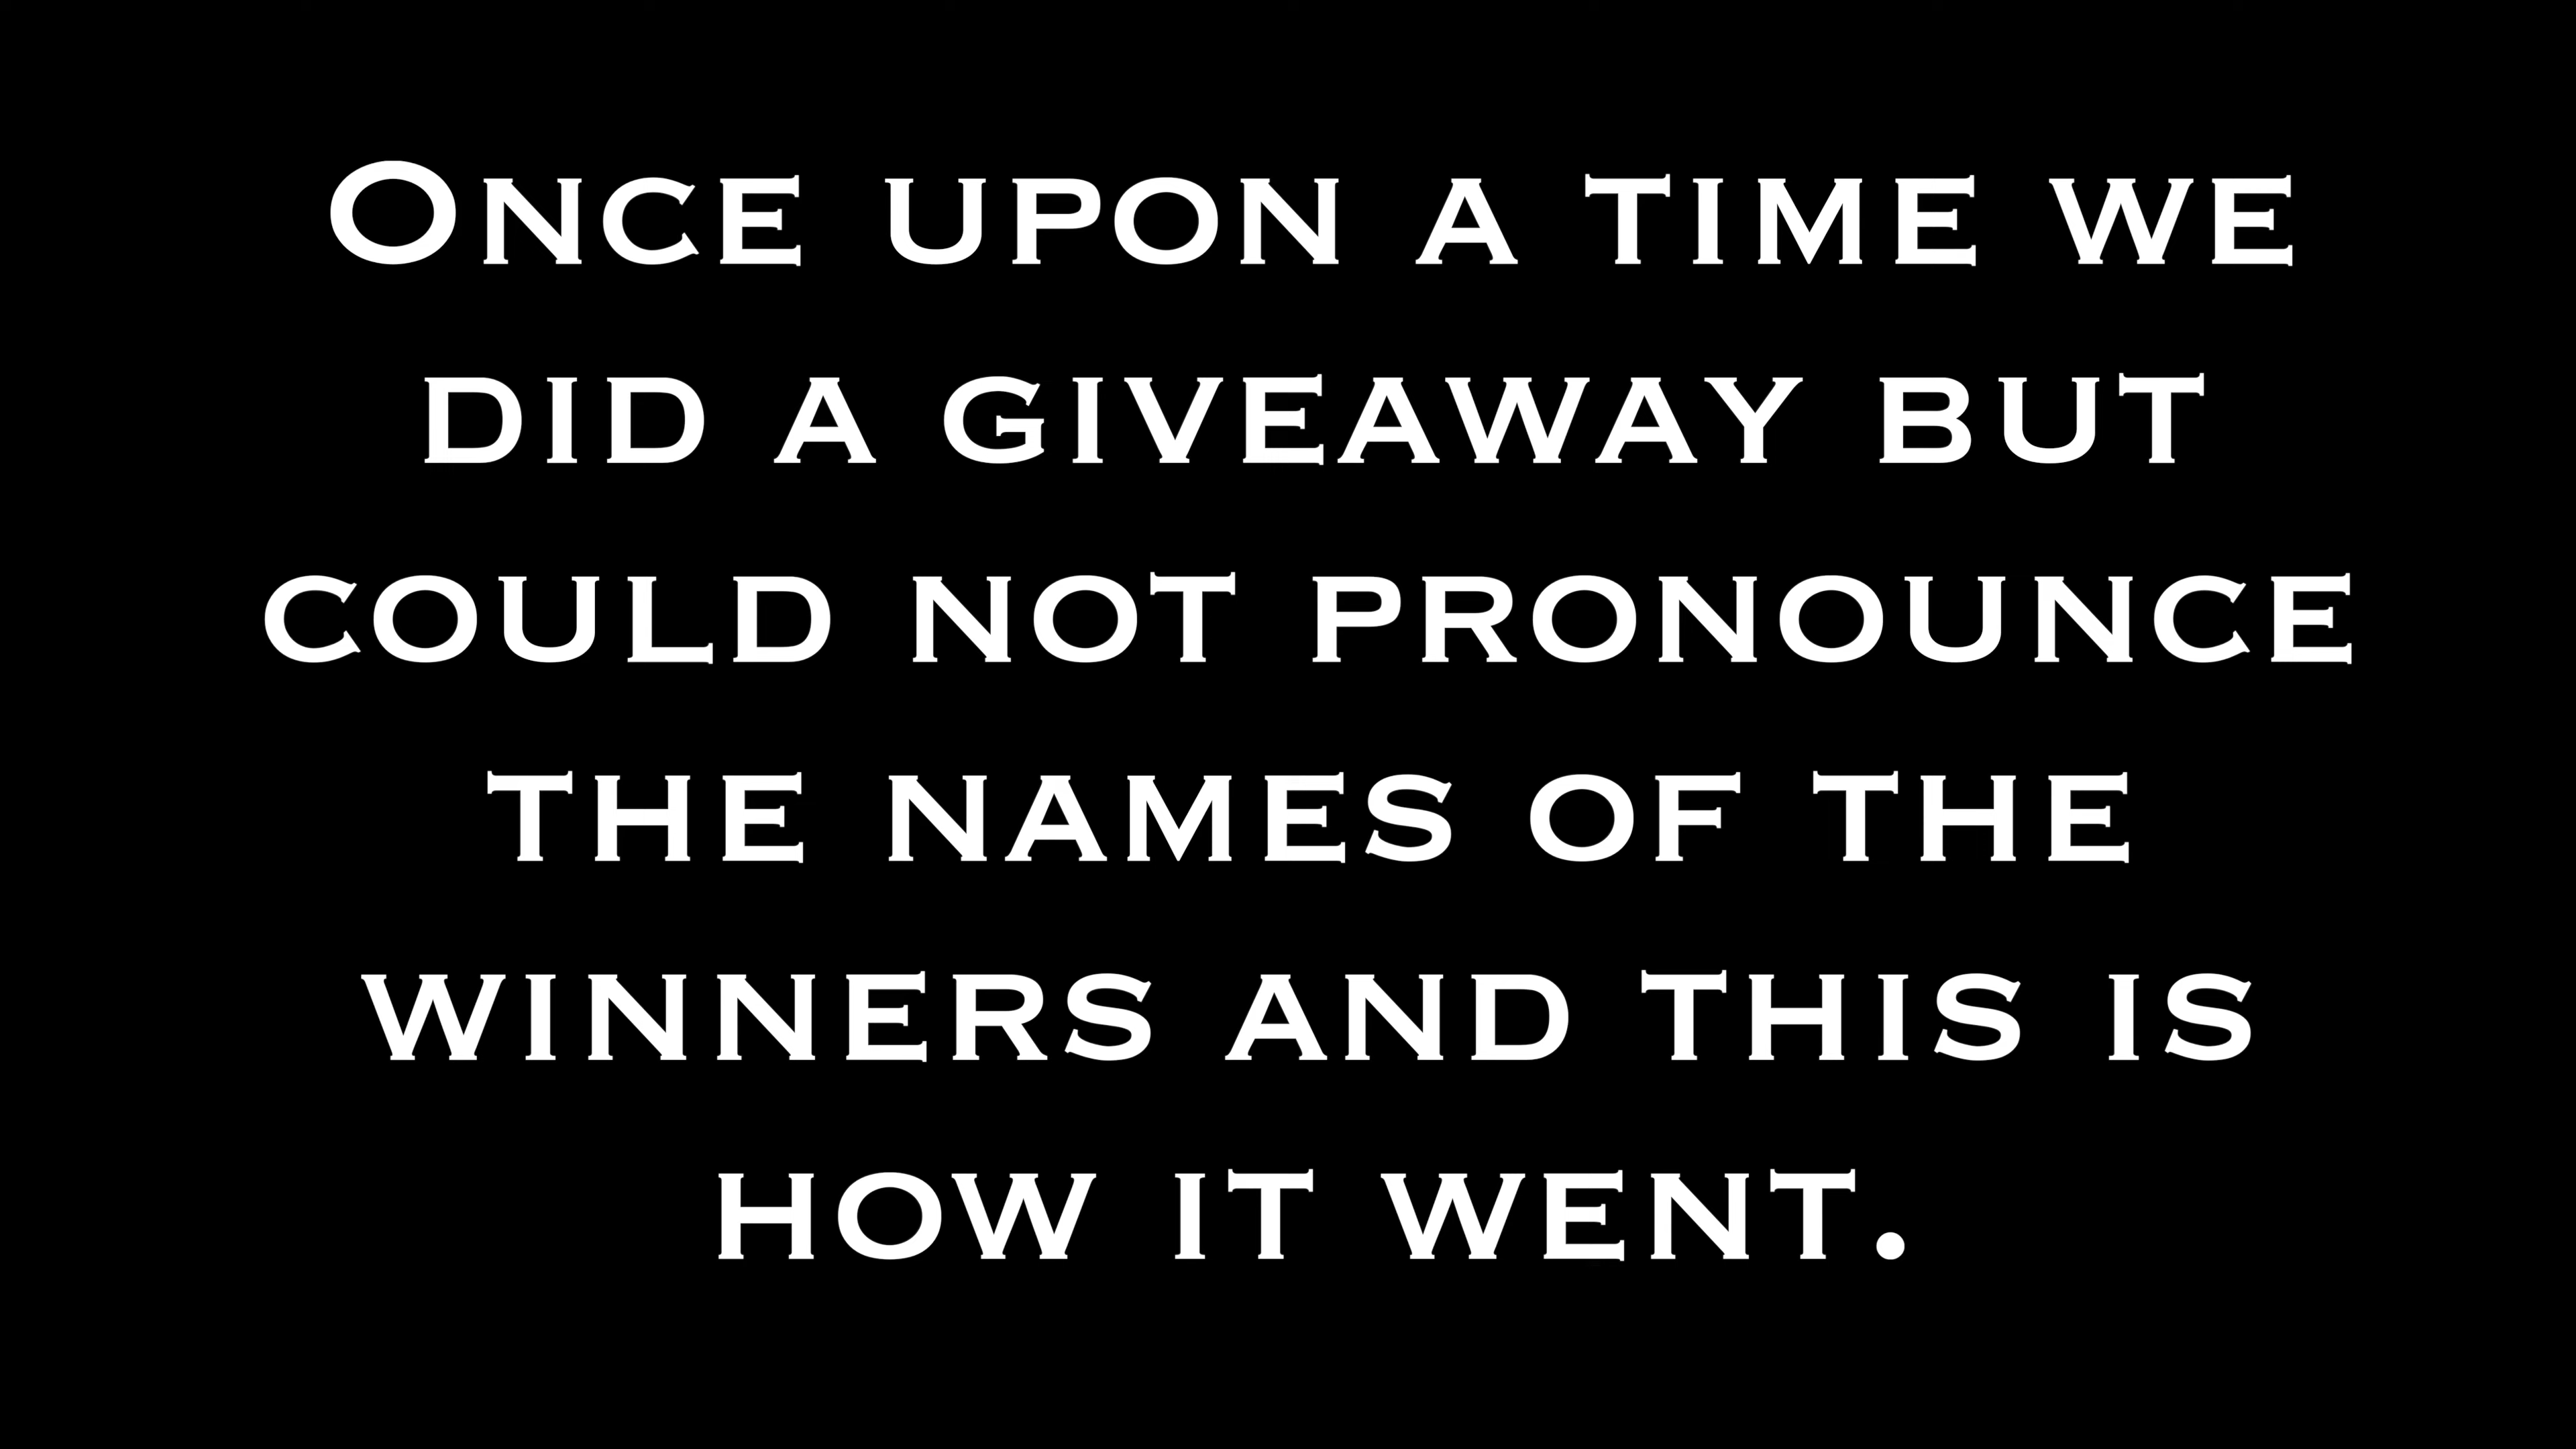 Once upon a time we
did a giveaway but
could not pronounce
the names of the
winners and this is
how it went.